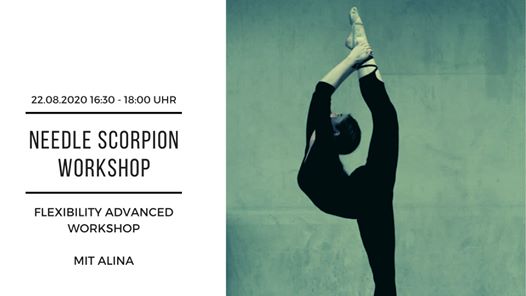 22.08.2020 16:30 - 18:00 UHR
NEEDLE SCORPION
WORKSHOP
FLEXIBILITY ADVANCED
WORKSHOP
MIT ALINA